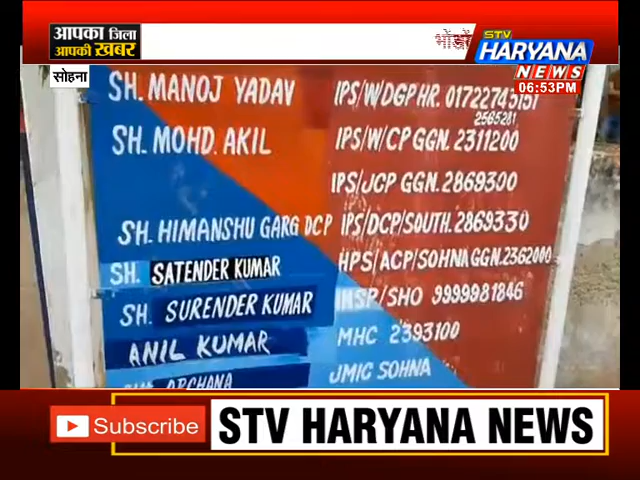 आपका जिला
आपकी ख़बर
STV
HARYANA
NEWS
06:53PM
सोहना
SH. MANOJ YADAV IPS/W/DGP HR. 01722745151
2565281
SH. MOHD. AKIL IPS/W/CP GGN. 2311200
IPS/JCP GGN. 2869300
SH. HIMANSHU GARG DCP IPS/DCP/SOUTH. 2869330
SH. SATENDER KUMAR HPS/ACP/SOHNA GGN. 2362000
SH. SURENDER KUMAR INSP/SHO 9999981846
ANIL KUMAR MHC 2393100
ARCHANA JMIC SOHNA
Subscribe
STV HARYANA NEWS